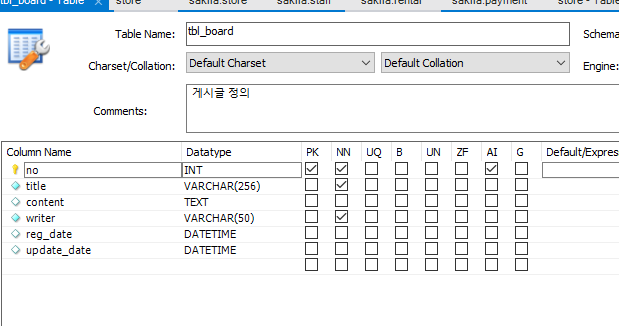 tbl_board - Table
store
sakila.store
sakila.staff
sakila.rental
sakila.payment
store - Table
Table Name: tbl_board
Schema
Charset/Collation: Default Charset Default Collation
Engine:
Comments: 게시글 정의
Column Name Datatype PK NN UQ B UN ZF AI G Default/Expres
no INT
title VARCHAR(256)
content TEXT
writer VARCHAR(50)
reg_date DATETIME
update_date DATETIME